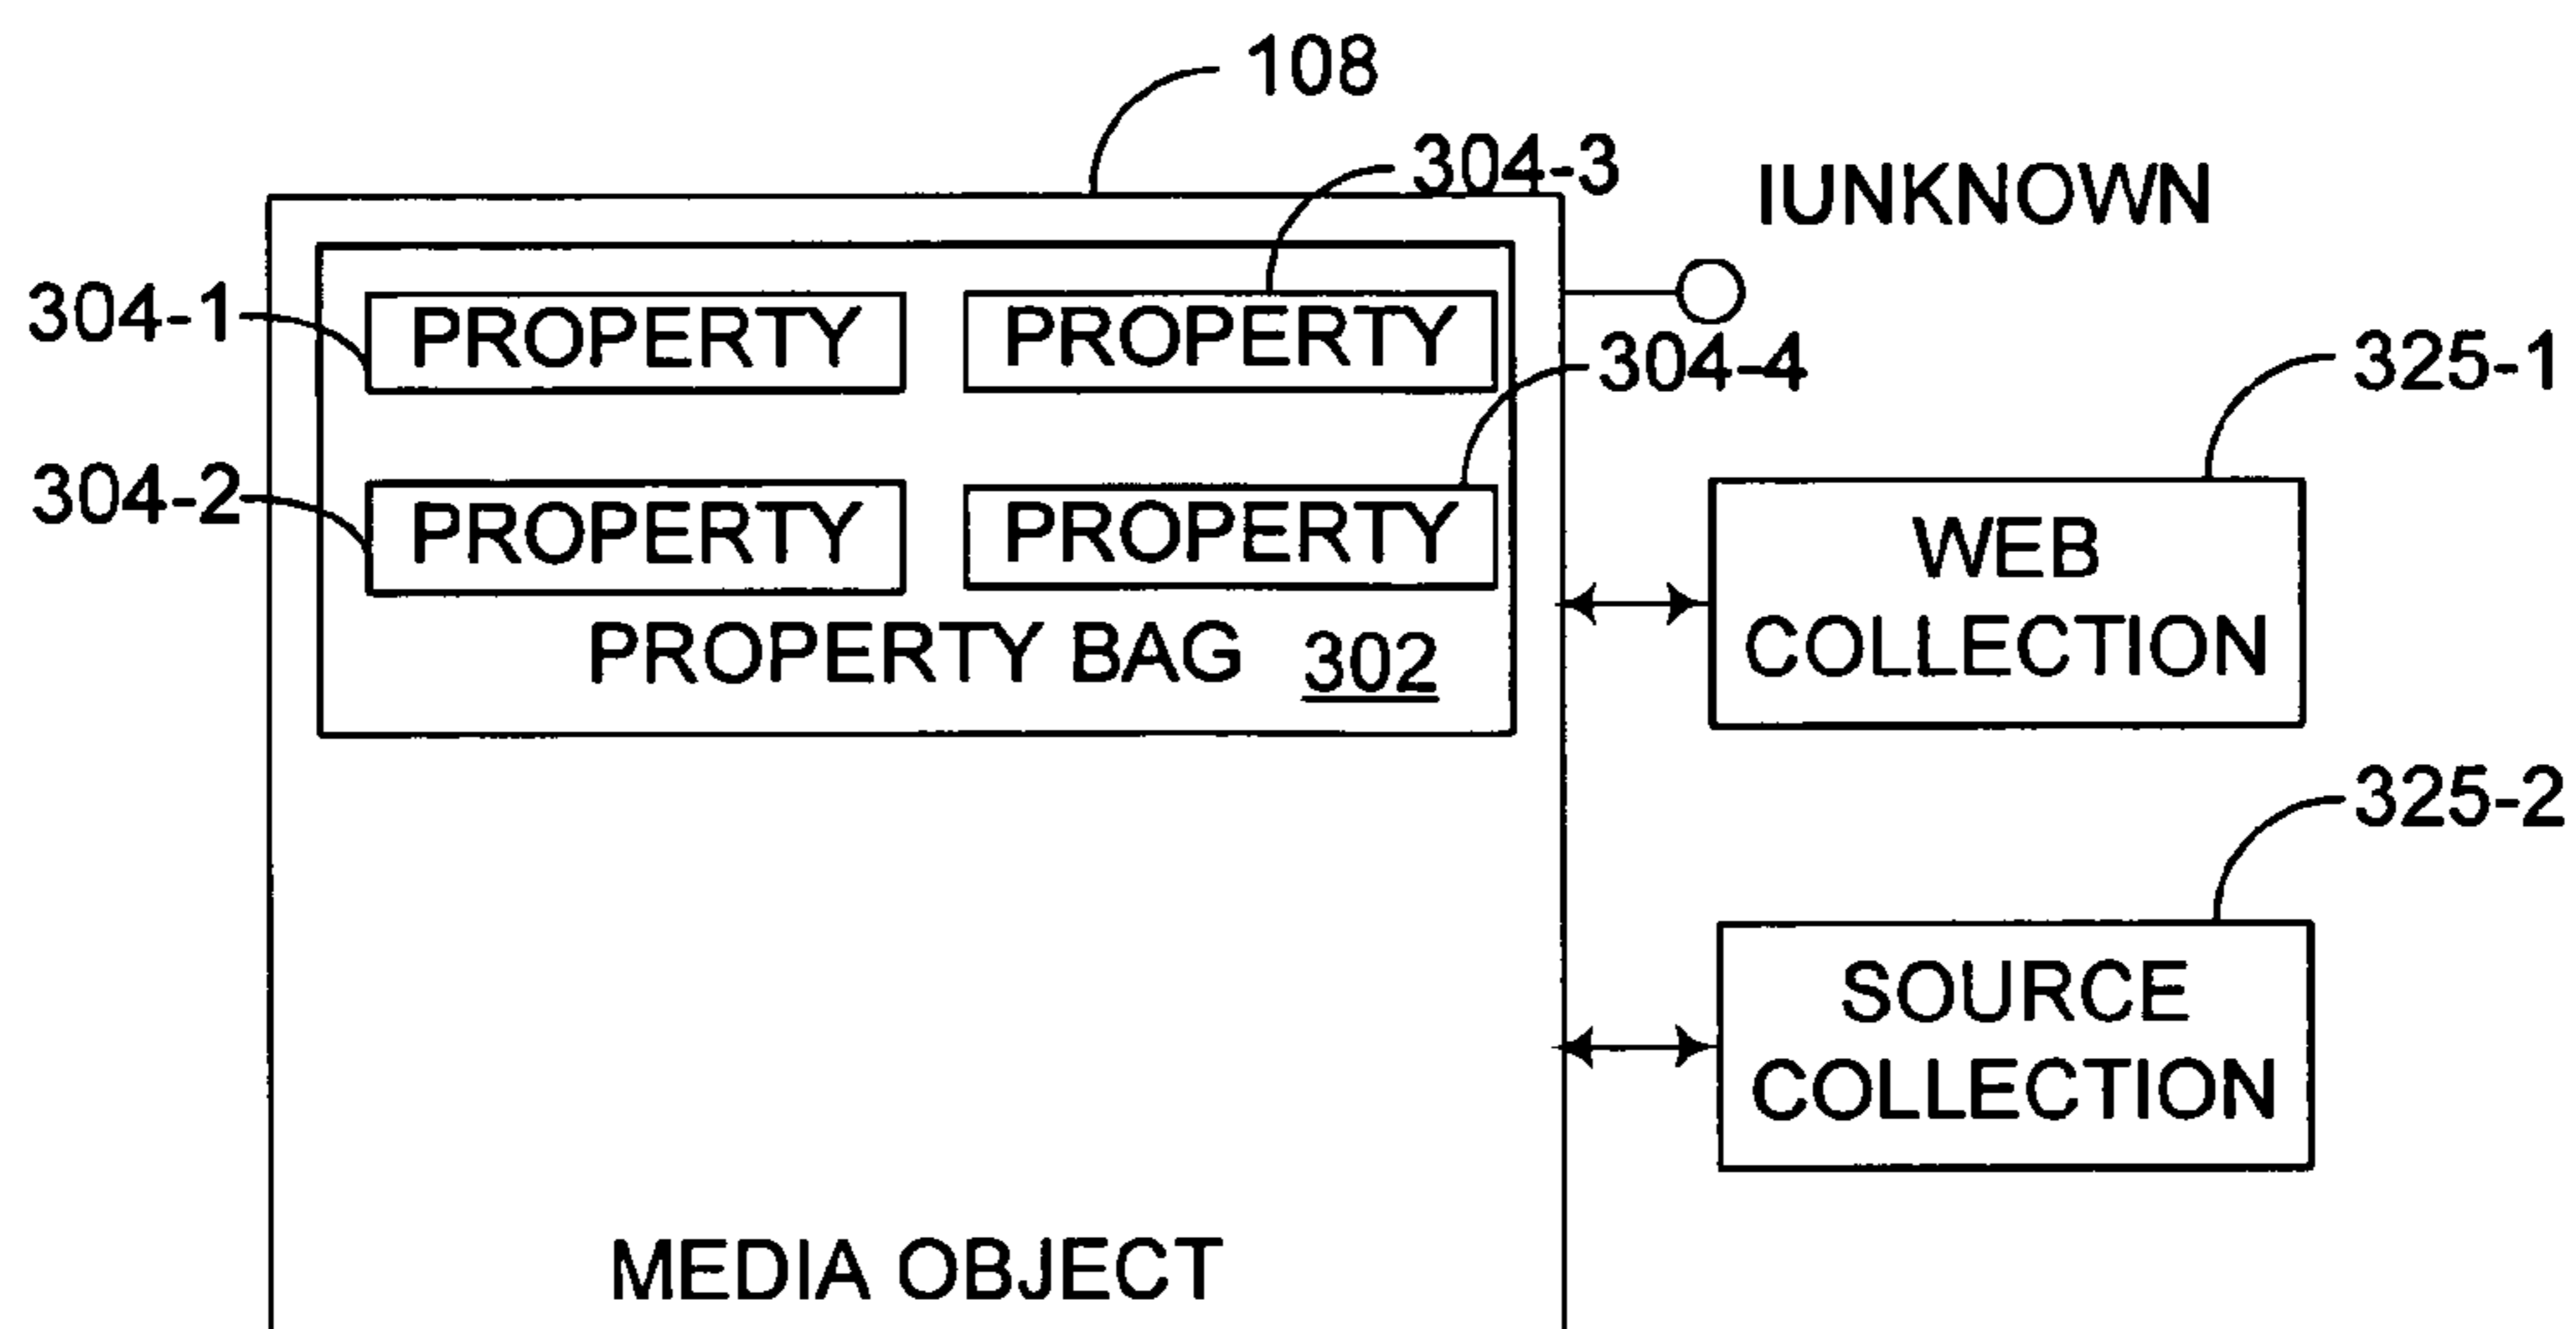 108
304-3
IUNKNOWN
304-1
PROPERTY
PROPERTY
304-4
325-1
304-2
PROPERTY
PROPERTY
WEB
COLLECTION
PROPERTY BAG 302
325-2
SOURCE
COLLECTION
MEDIA OBJECT